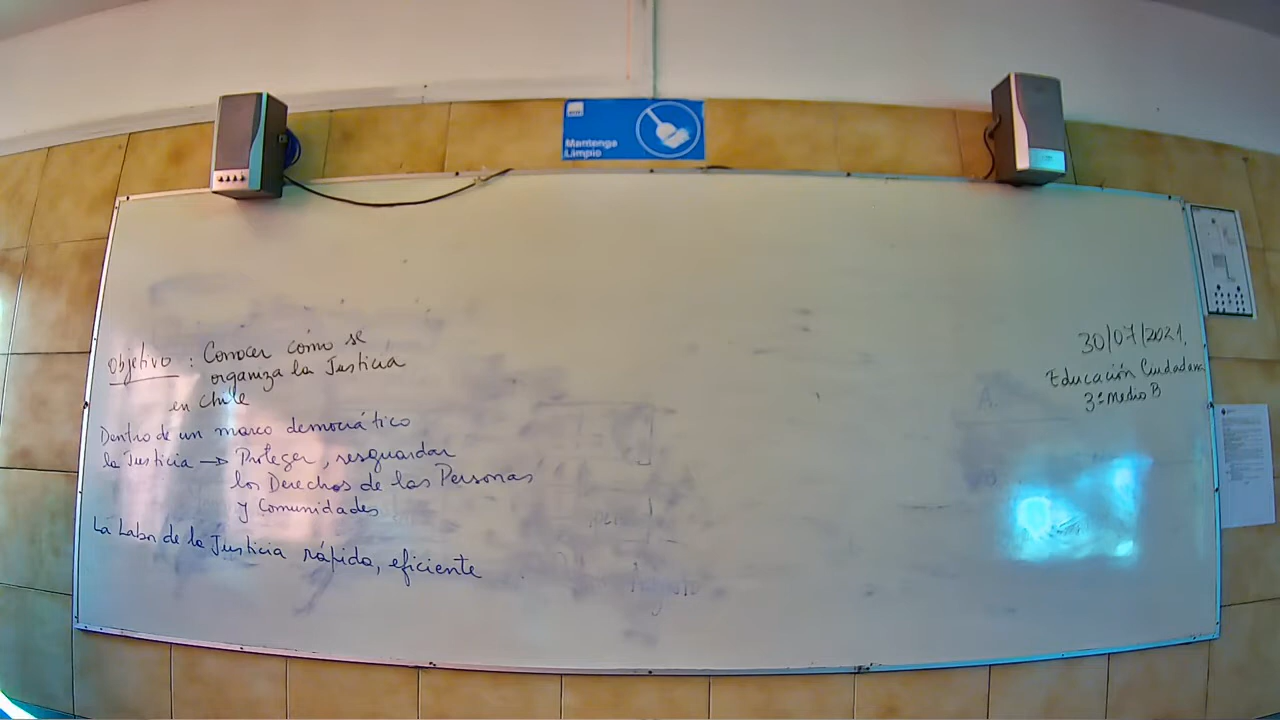 Mantenga
Limpio
Objetivo : Conocer cómo se
organiza la Justicia
en Chile
Dentro de un marco democrático
la Justicia → Proteger, resguardar
los Derechos de las Personas
y Comunidades
La Labor de la Justicia rápida, eficiente
30/07/2021.
Educación Ciudadana
3º Medio B